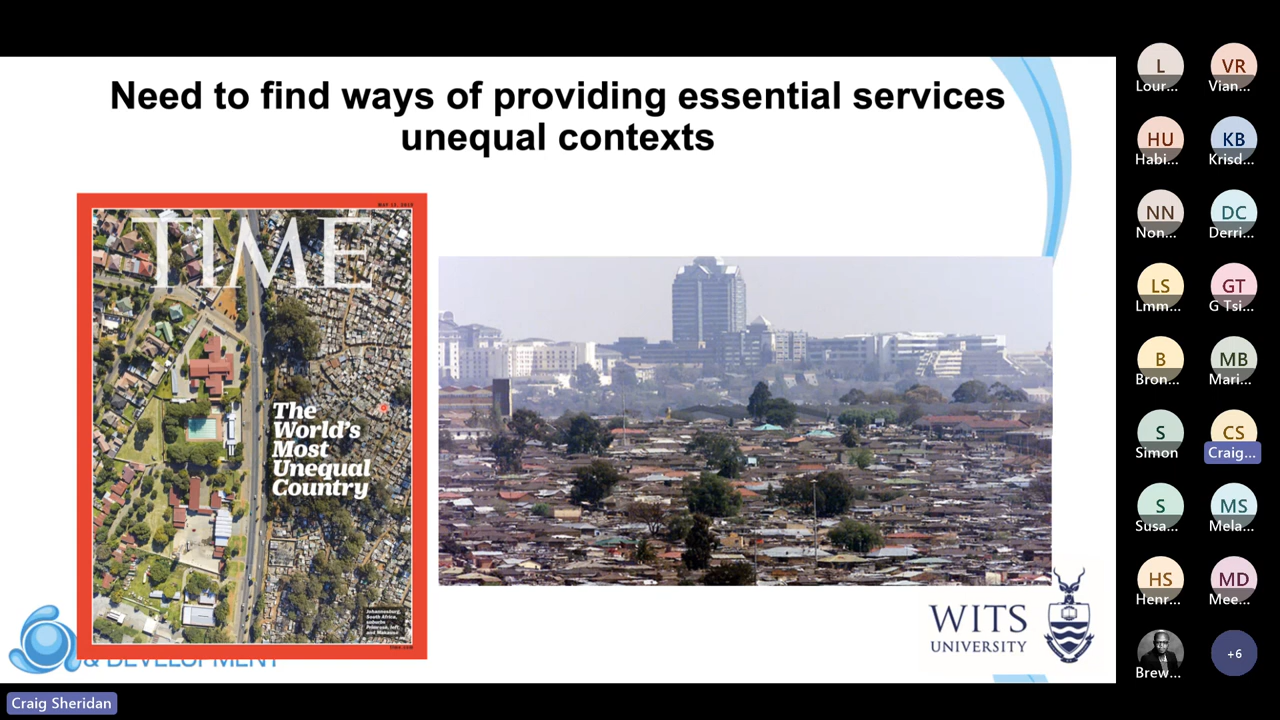 Need to find ways of providing essential services
unequal contexts
MAY 13, 2019
TIME
The
World's
Most
Unequal
Country
Johannesburg,
South Africa,
suburbs
Primrose, left,
and Makause
time.com
& DEVELOPMENT
WITS
UNIVERSITY
L
Lour...
VR
Vian...
HU
Habi...
KB
Krisd...
NN
Non...
DC
Derri...
LS
Lmm...
GT
G Tsi...
B
Bron...
MB
Mari...
S
Simon
CS
Craig...
S
Susa...
MS
Mela...
HS
Henr...
MD
Mee...
Brew...
+6
Craig Sheridan